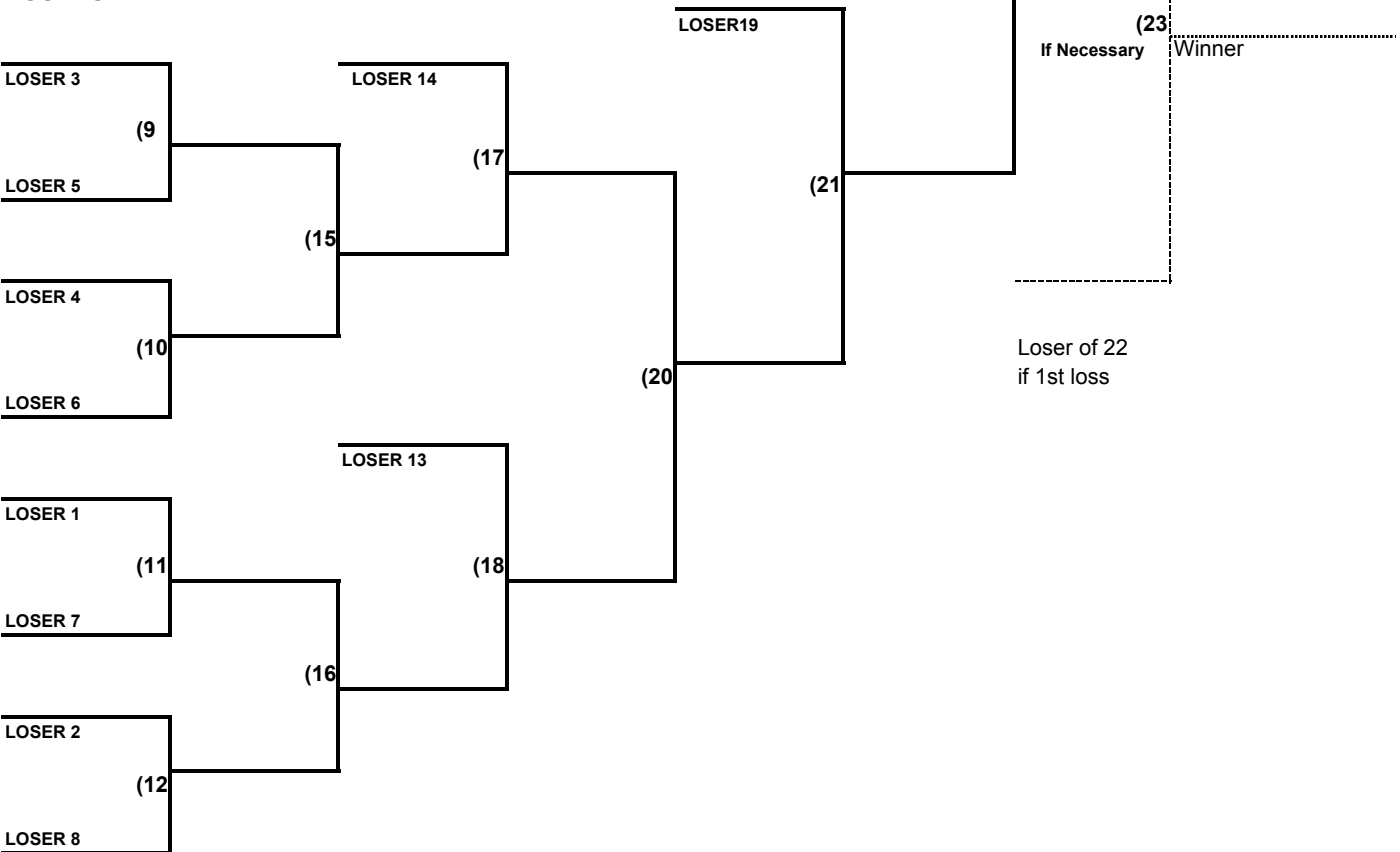 LOSER19
(23
If Necessary
Winner
LOSER 3
LOSER 14
(9
(17
LOSER 5
(21
(15
LOSER 4
(10
Loser of 22
if 1st loss
(20
LOSER 6
LOSER 13
LOSER 1
(11
(18
LOSER 7
(16
LOSER 2
(12
LOSER 8